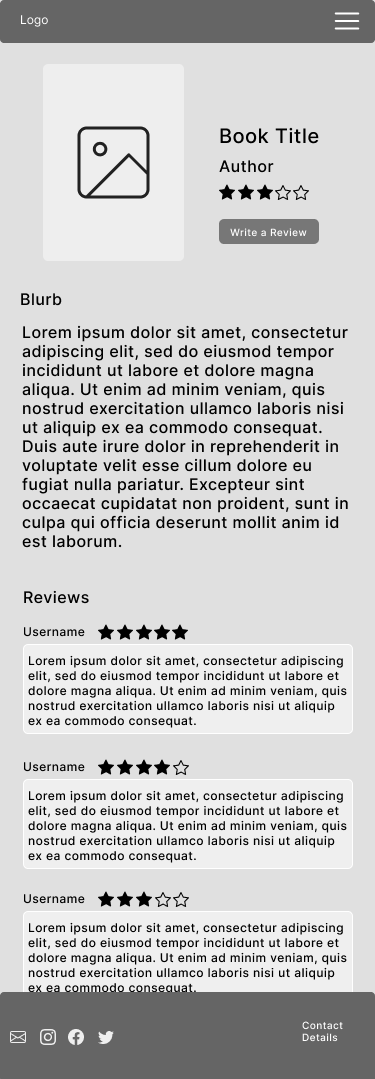 Logo
Book Title
Author
Write a Review
Blurb
Lorem ipsum dolor sit amet, consectetur
adipiscing elit, sed do eiusmod tempor
incididunt ut labore et dolore magna
aliqua. Ut enim ad minim veniam, quis
nostrud exercitation ullamco laboris nisi
ut aliquip ex ea commodo consequat.
Duis aute irure dolor in reprehenderit in
voluptate velit esse cillum dolore eu
fugiat nulla pariatur. Excepteur sint
occaecat cupidatat non proident, sunt in
culpa qui officia deserunt mollit anim id
est laborum.
Reviews
Username
Lorem ipsum dolor sit amet, consectetur adipiscing
elit, sed do eiusmod tempor incididunt ut labore et
dolore magna aliqua. Ut enim ad minim veniam, quis
nostrud exercitation ullamco laboris nisi ut aliquip
ex ea commodo consequat.
Username
Lorem ipsum dolor sit amet, consectetur adipiscing
elit, sed do eiusmod tempor incididunt ut labore et
dolore magna aliqua. Ut enim ad minim veniam, quis
nostrud exercitation ullamco laboris nisi ut aliquip
ex ea commodo consequat.
Username
Lorem ipsum dolor sit amet, consectetur adipiscing
elit, sed do eiusmod tempor incididunt ut labore et
dolore magna aliqua. Ut enim ad minim veniam, quis
nostrud exercitation ullamco laboris nisi ut aliquip
ex ea commodo consequat.
Contact
Details